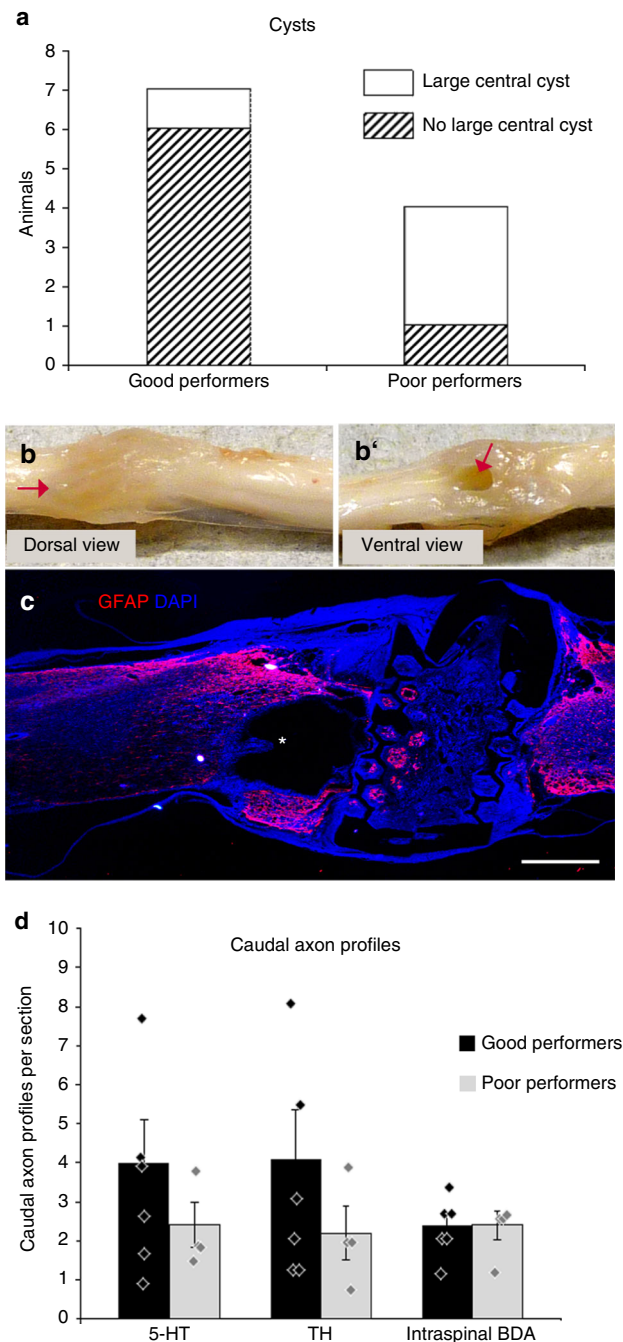 a
Cysts
8
7
6
5
4
3
2
1
0
Animals
Large central cyst
No large central cyst
Good performers
Poor performers
b
Dorsal view
b'
Ventral view
c
GFAP DAPI
*
d
Caudal axon profiles
10
9
8
7
6
5
4
3
2
1
0
Caudal axon profiles per section
Good performers
Poor performers
5-HT
TH
Intraspinal BDA